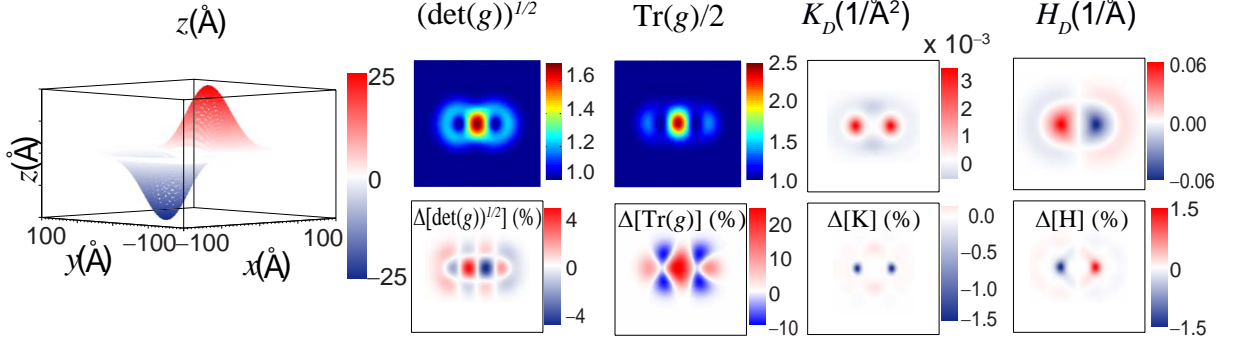 z(Å)
(det(g))^{1/2}
Tr(g)/2
K_D(1/Å²)
H_D(1/Å)
x 10⁻³
25
0
−25
z(Å)
100
−100
−100
100
y(Å)
x(Å)
1.6
1.4
1.2
1.0
2.5
2.0
1.5
1.0
3
2
1
0
0.06
0.00
−0.06
Δ[det(g)^{1/2}] (%)
Δ[Tr(g)] (%)
Δ[K] (%)
Δ[H] (%)
4
0
−4
20
10
0
−10
0.0
−0.5
−1.0
−1.5
1.5
0
−1.5